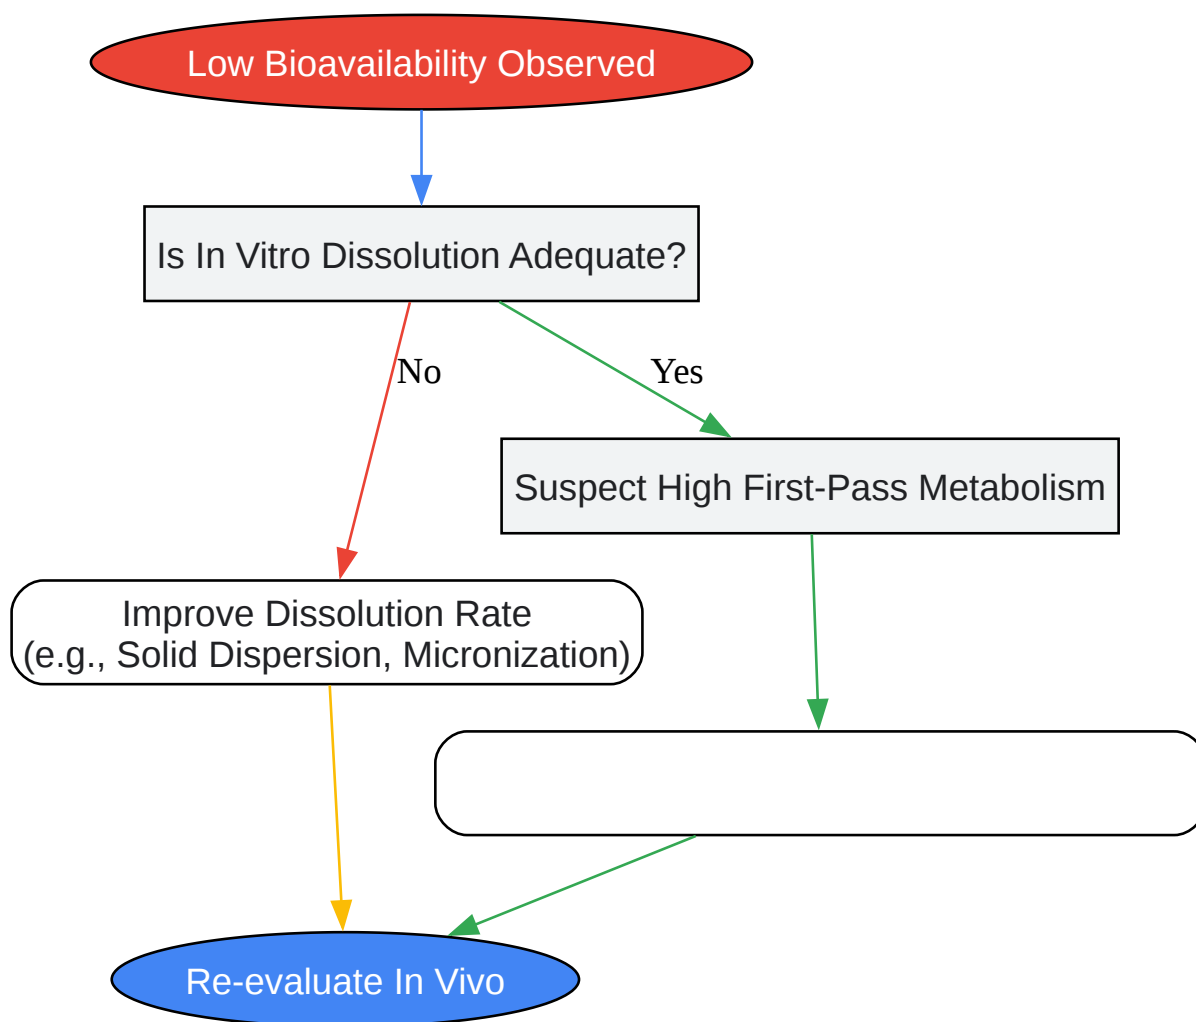 Low Bioavailability Observed
Is In Vitro Dissolution Adequate?
No
Yes
Suspect High First-Pass Metabolism
Improve Dissolution Rate
(e.g., Solid Dispersion, Micronization)
Re-evaluate In Vivo